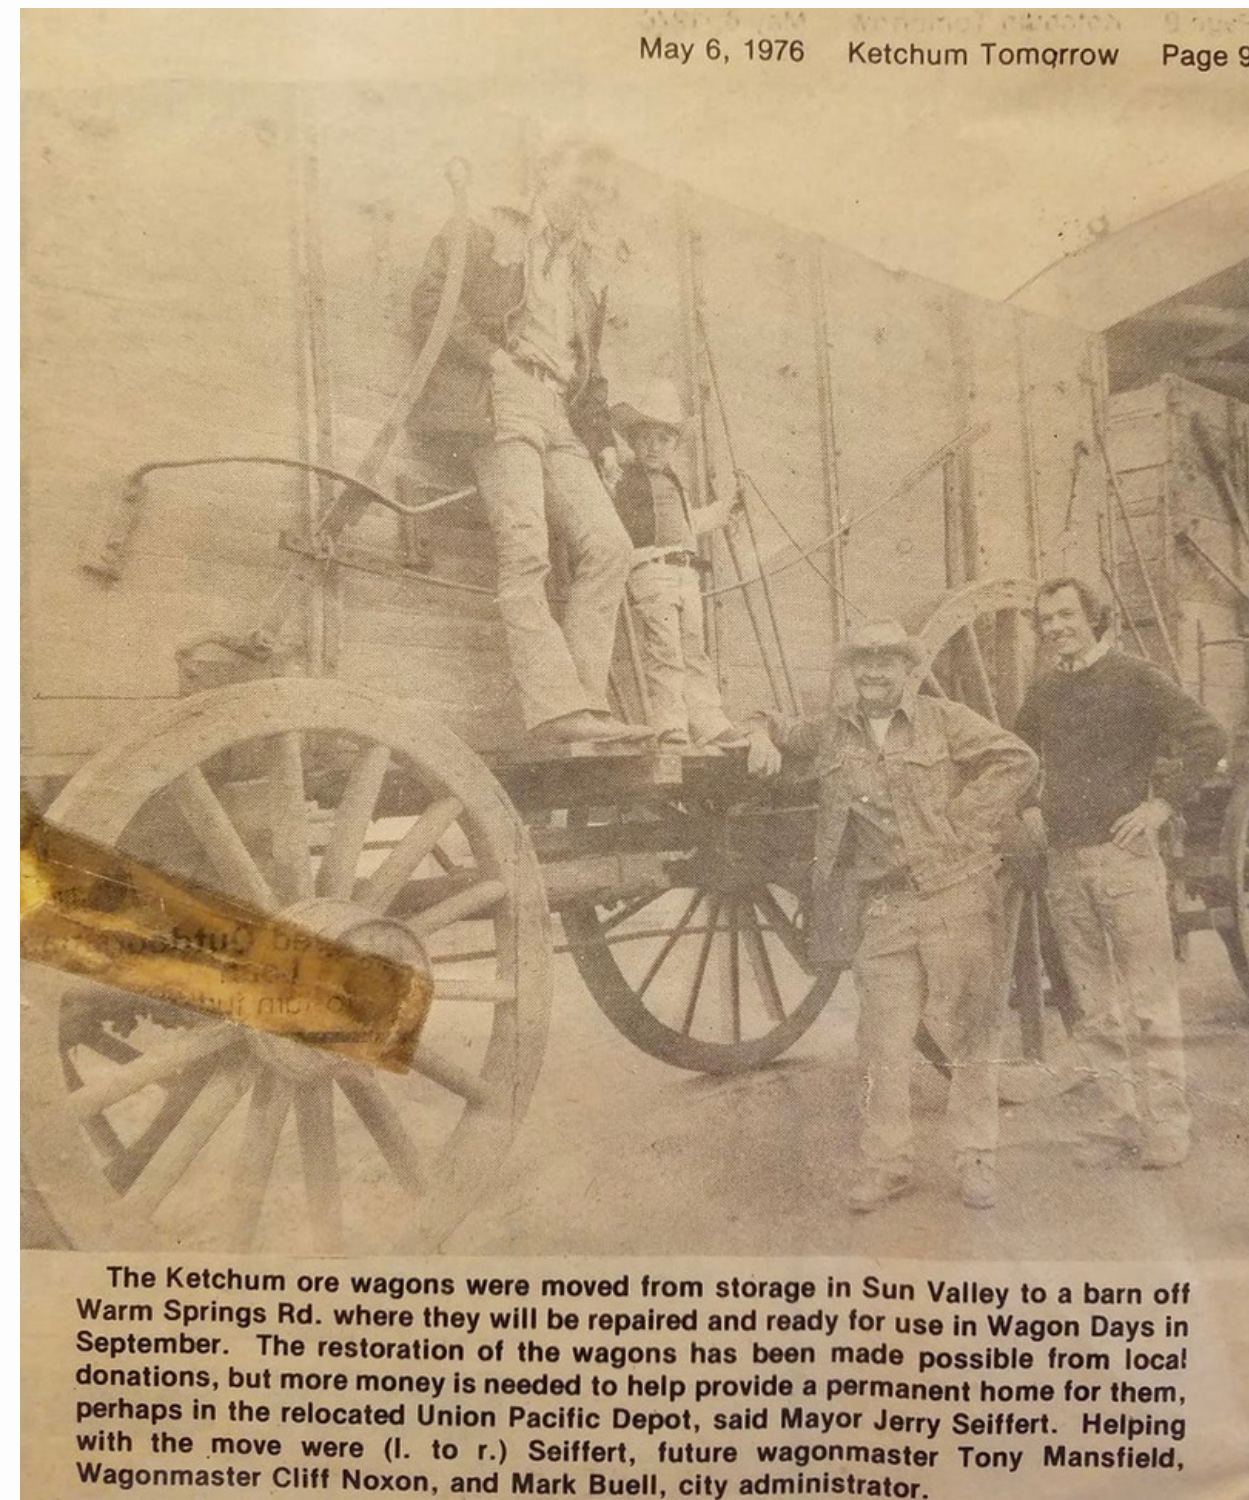 May 6, 1976 Ketchum Tomorrow Page 9
The Ketchum ore wagons were moved from storage in Sun Valley to a barn off
Warm Springs Rd. where they will be repaired and ready for use in Wagon Days in
September. The restoration of the wagons has been made possible from local
donations, but more money is needed to help provide a permanent home for them,
perhaps in the relocated Union Pacific Depot, said Mayor Jerry Seiffert. Helping
with the move were (l. to r.) Seiffert, future wagonmaster Tony Mansfield,
Wagonmaster Cliff Noxon, and Mark Buell, city administrator.